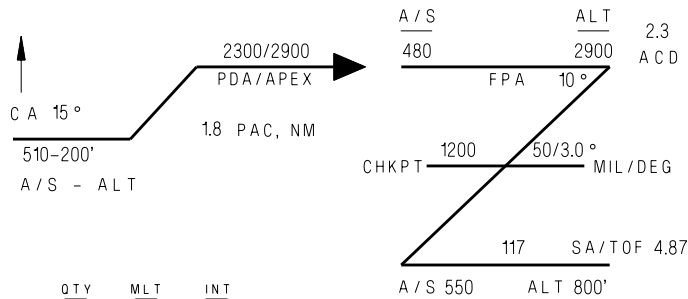 A/S ALT
2.3
ACD
480 2900
FPA 10°
2300/2900
PDA/APEX
CA 15°
1.8 PAC, NM
510-200'
A/S - ALT
CHKPT 1200 50/3.0° MIL/DEG
117 SA/TOF 4.87
A/S 550 ALT 800'
QTY MLT INT